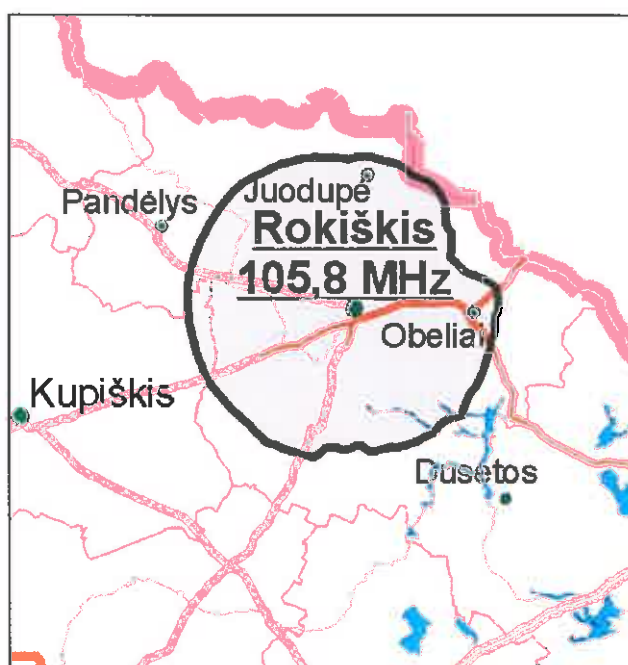 Pandėlys
Juodupė
Rokiškis
105,8 MHz
Obeliai
Kupiškis
Dusetos